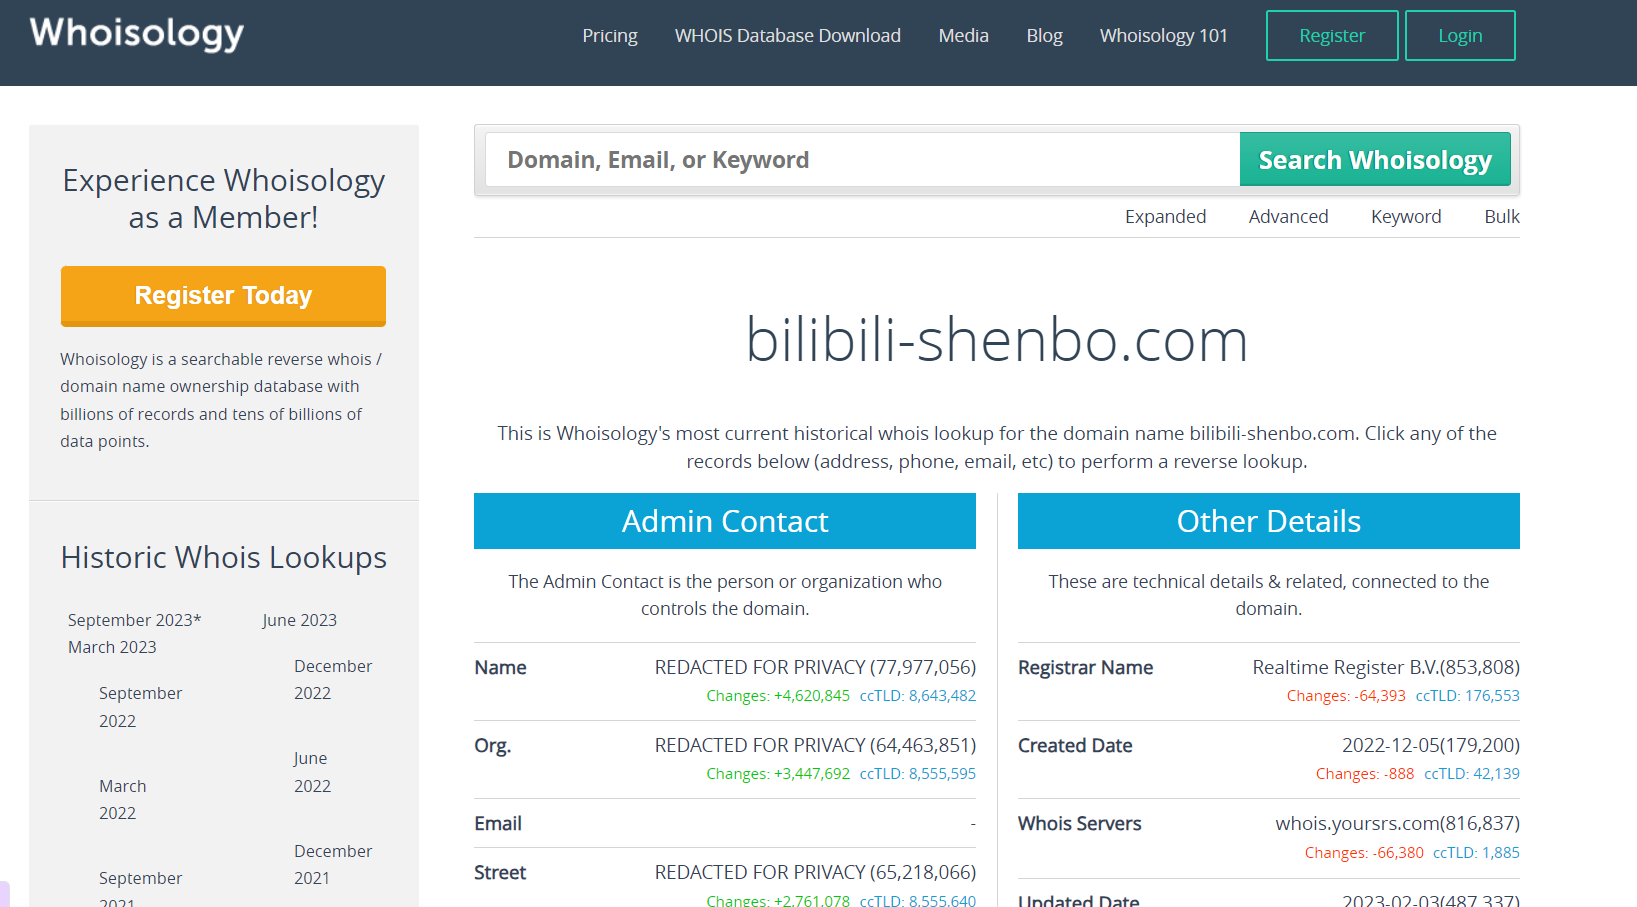 Whoisology
Pricing
WHOIS Database Download
Media
Blog
Whoisology 101
Register
Login
Experience Whoisology
as a Member!
Register Today
Whoisology is a searchable reverse whois /
domain name ownership database with
billions of records and tens of billions of
data points.
Historic Whois Lookups
September 2023*
June 2023
March 2023
December
2022
September
2022
June
2022
March
2022
December
2021
September
2021
Domain, Email, or Keyword
Search Whoisology
Expanded
Advanced
Keyword
Bulk
bilibili-shenbo.com
This is Whoisology's most current historical whois lookup for the domain name bilibili-shenbo.com. Click any of the
records below (address, phone, email, etc) to perform a reverse lookup.
Admin Contact
The Admin Contact is the person or organization who
controls the domain.
Name REDACTED FOR PRIVACY (77,977,056)
Changes: +4,620,845 ccTLD: 8,643,482
Org. REDACTED FOR PRIVACY (64,463,851)
Changes: +3,447,692 ccTLD: 8,555,595
Email -
Street REDACTED FOR PRIVACY (65,218,066)
Changes: +2,761,078 ccTLD: 8,555,640
Other Details
These are technical details & related, connected to the
domain.
Registrar Name Realtime Register B.V.(853,808)
Changes: -64,393 ccTLD: 176,553
Created Date 2022-12-05(179,200)
Changes: -888 ccTLD: 42,139
Whois Servers whois.yoursrs.com(816,837)
Changes: -66,380 ccTLD: 1,885
Updated Date 2023-02-03(487,337)